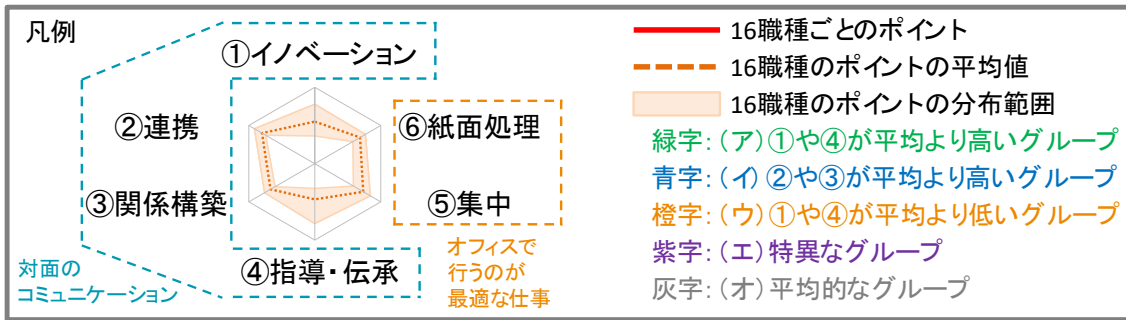 凡例
①イノベーション
②連携
③関係構築
④指導・伝承
⑤集中
⑥紙面処理
対面の
コミュニケーション
オフィスで
行うのが
最適な仕事
16職種ごとのポイント
16職種のポイントの平均値
16職種のポイントの分布範囲
緑字:(ア)①や④が平均より高いグループ
青字:(イ)②や③が平均より高いグループ
橙字:(ウ)①や④が平均より低いグループ
紫字:(エ)特異なグループ
灰字:(オ)平均的なグループ